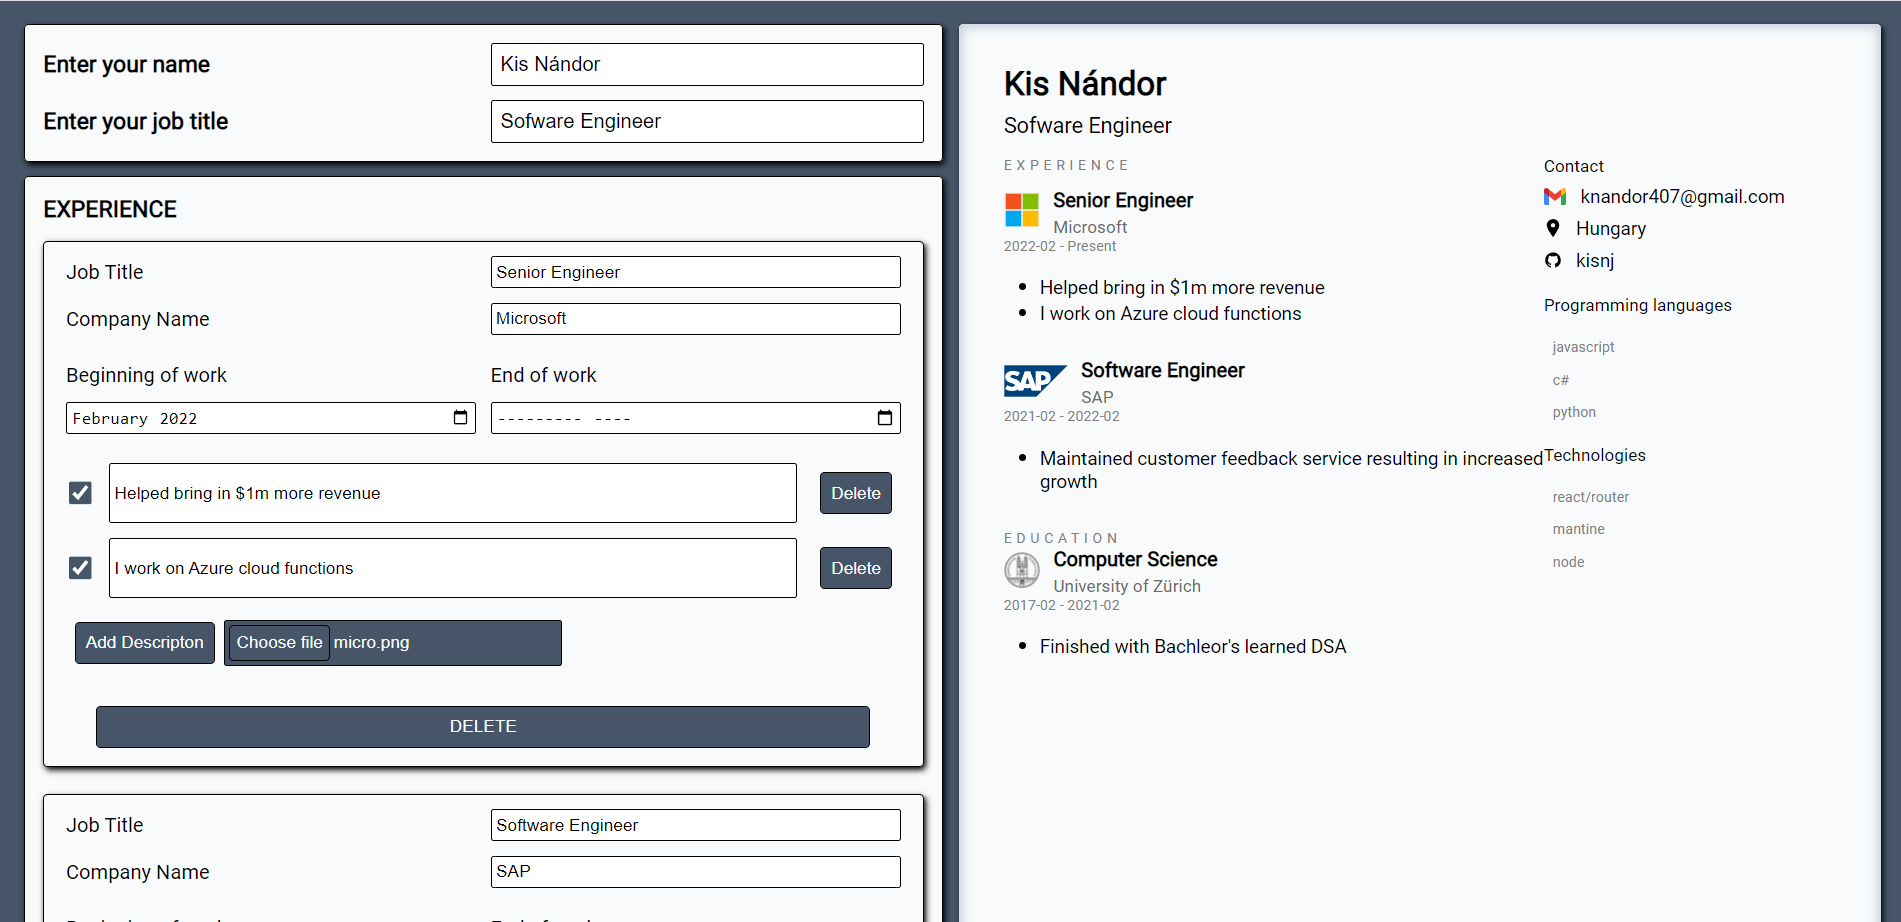 Enter your name
Kis Nándor
Enter your job title
Sofware Engineer
EXPERIENCE
Job Title
Senior Engineer
Company Name
Microsoft
Beginning of work
End of work
February 2022
--------- ----
Helped bring in $1m more revenue
Delete
I work on Azure cloud functions
Delete
Add Descripton
Choose file micro.png
DELETE
Job Title
Software Engineer
Company Name
SAP
Kis Nándor
Sofware Engineer
EXPERIENCE
Senior Engineer
Microsoft
2022-02 - Present
Helped bring in $1m more revenue
I work on Azure cloud functions
SAP
Software Engineer
SAP
2021-02 - 2022-02
Maintained customer feedback service resulting in increased
growth
EDUCATION
Computer Science
University of Zürich
2017-02 - 2021-02
Finished with Bachleor's learned DSA
Contact
knandor407@gmail.com
Hungary
kisnj
Programming languages
javascript
c#
python
Technologies
react/router
mantine
node